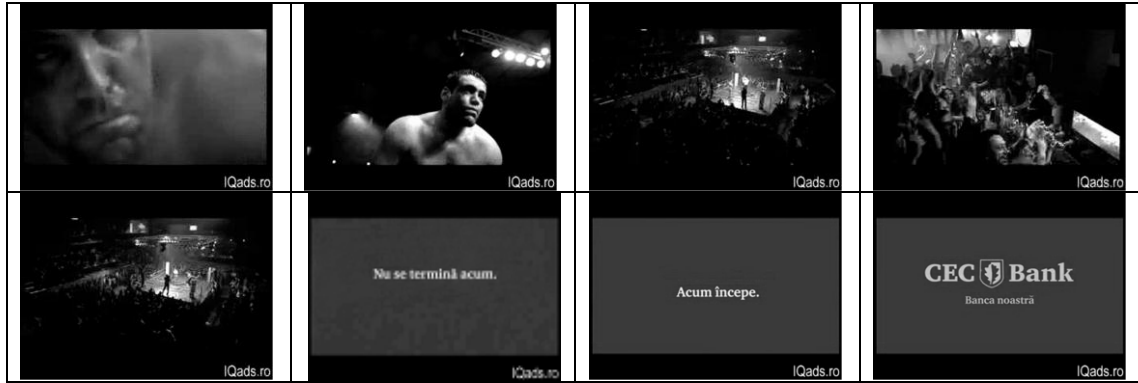 IQads.ro
IQads.ro
IQads.ro
IQads.ro
IQads.ro
Nu se termină acum.
IQads.ro
Acum începe.
IQads.ro
CEC Bank
Banca noastră
IQads.ro